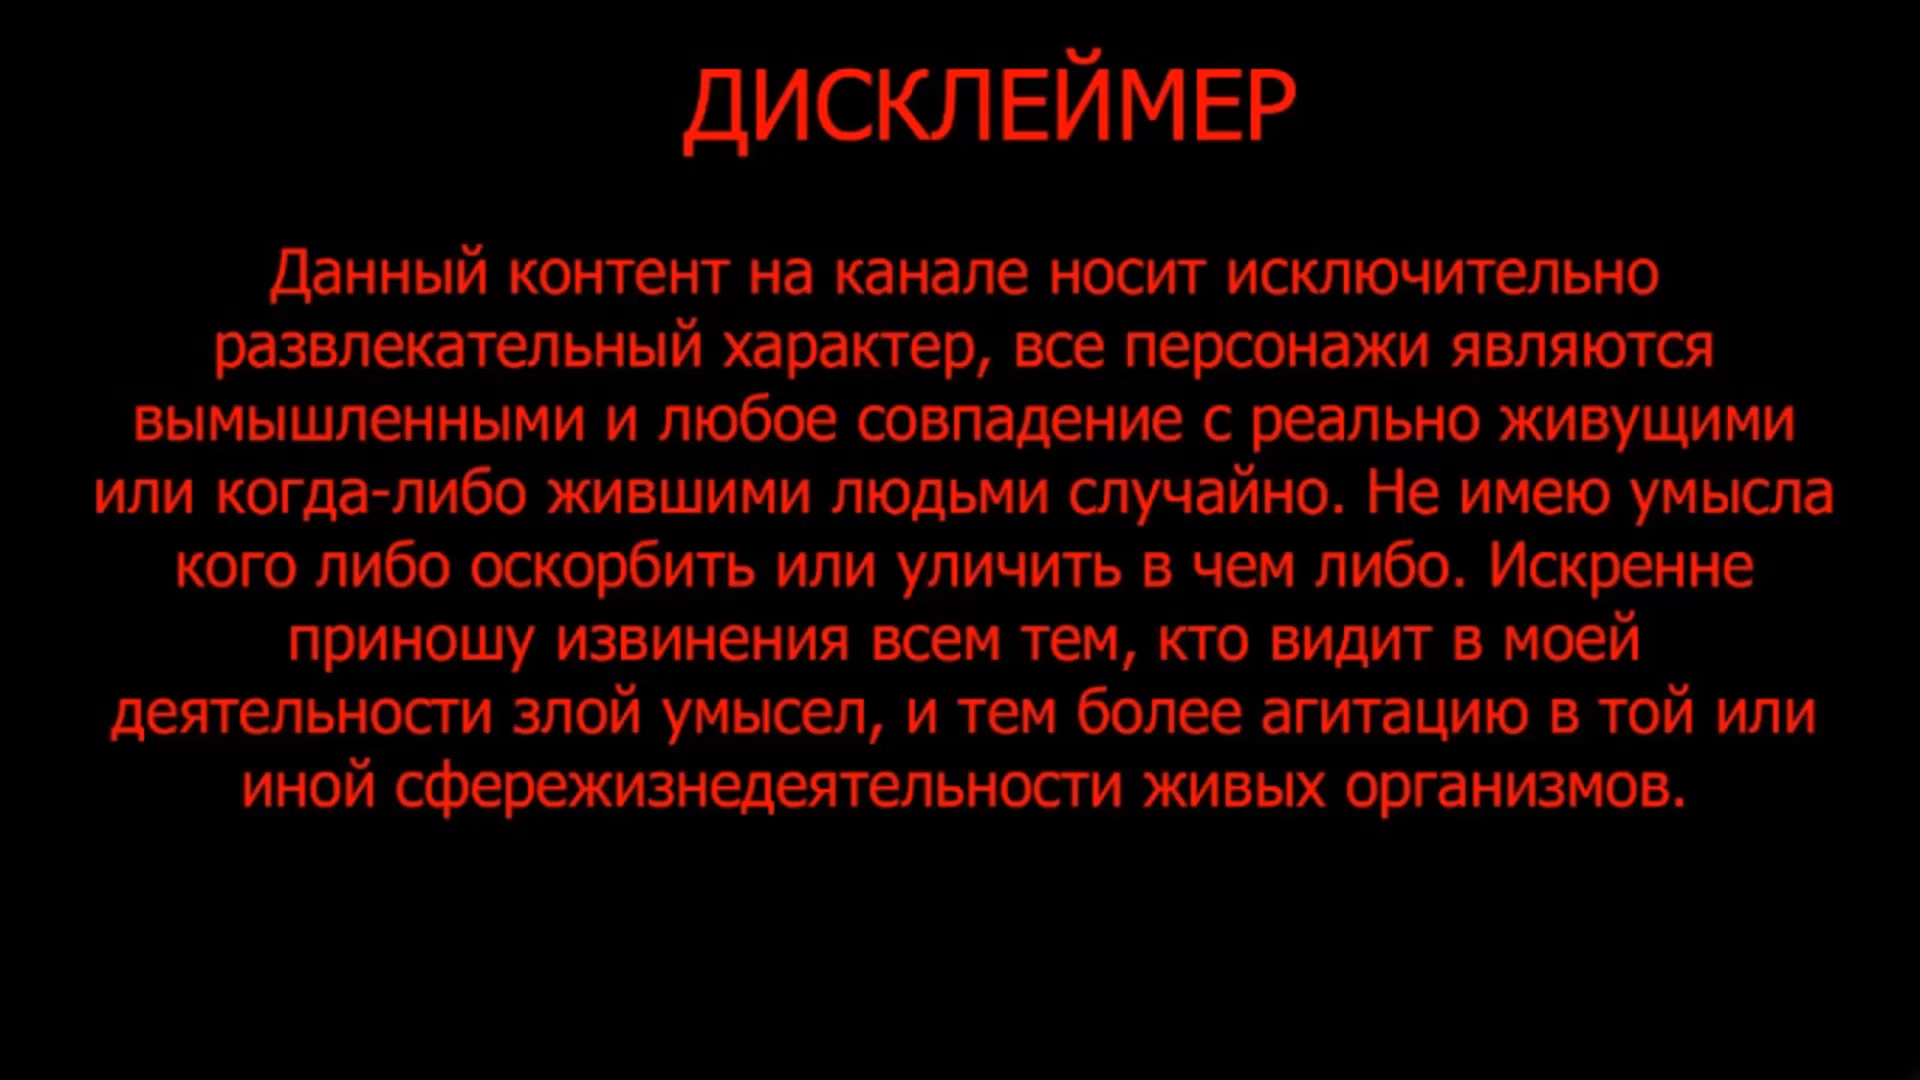 ДИСКЛЕЙМЕР
Данный контент на канале носит исключительно
развлекательный характер, все персонажи являются
вымышленными и любое совпадение с реально живущими
или когда-либо жившими людьми случайно. Не имею умысла
кого либо оскорбить или уличить в чем либо. Искренне
приношу извинения всем тем, кто видит в моей
деятельности злой умысел, и тем более агитацию в той или
иной сфережизнедеятельности живых организмов.